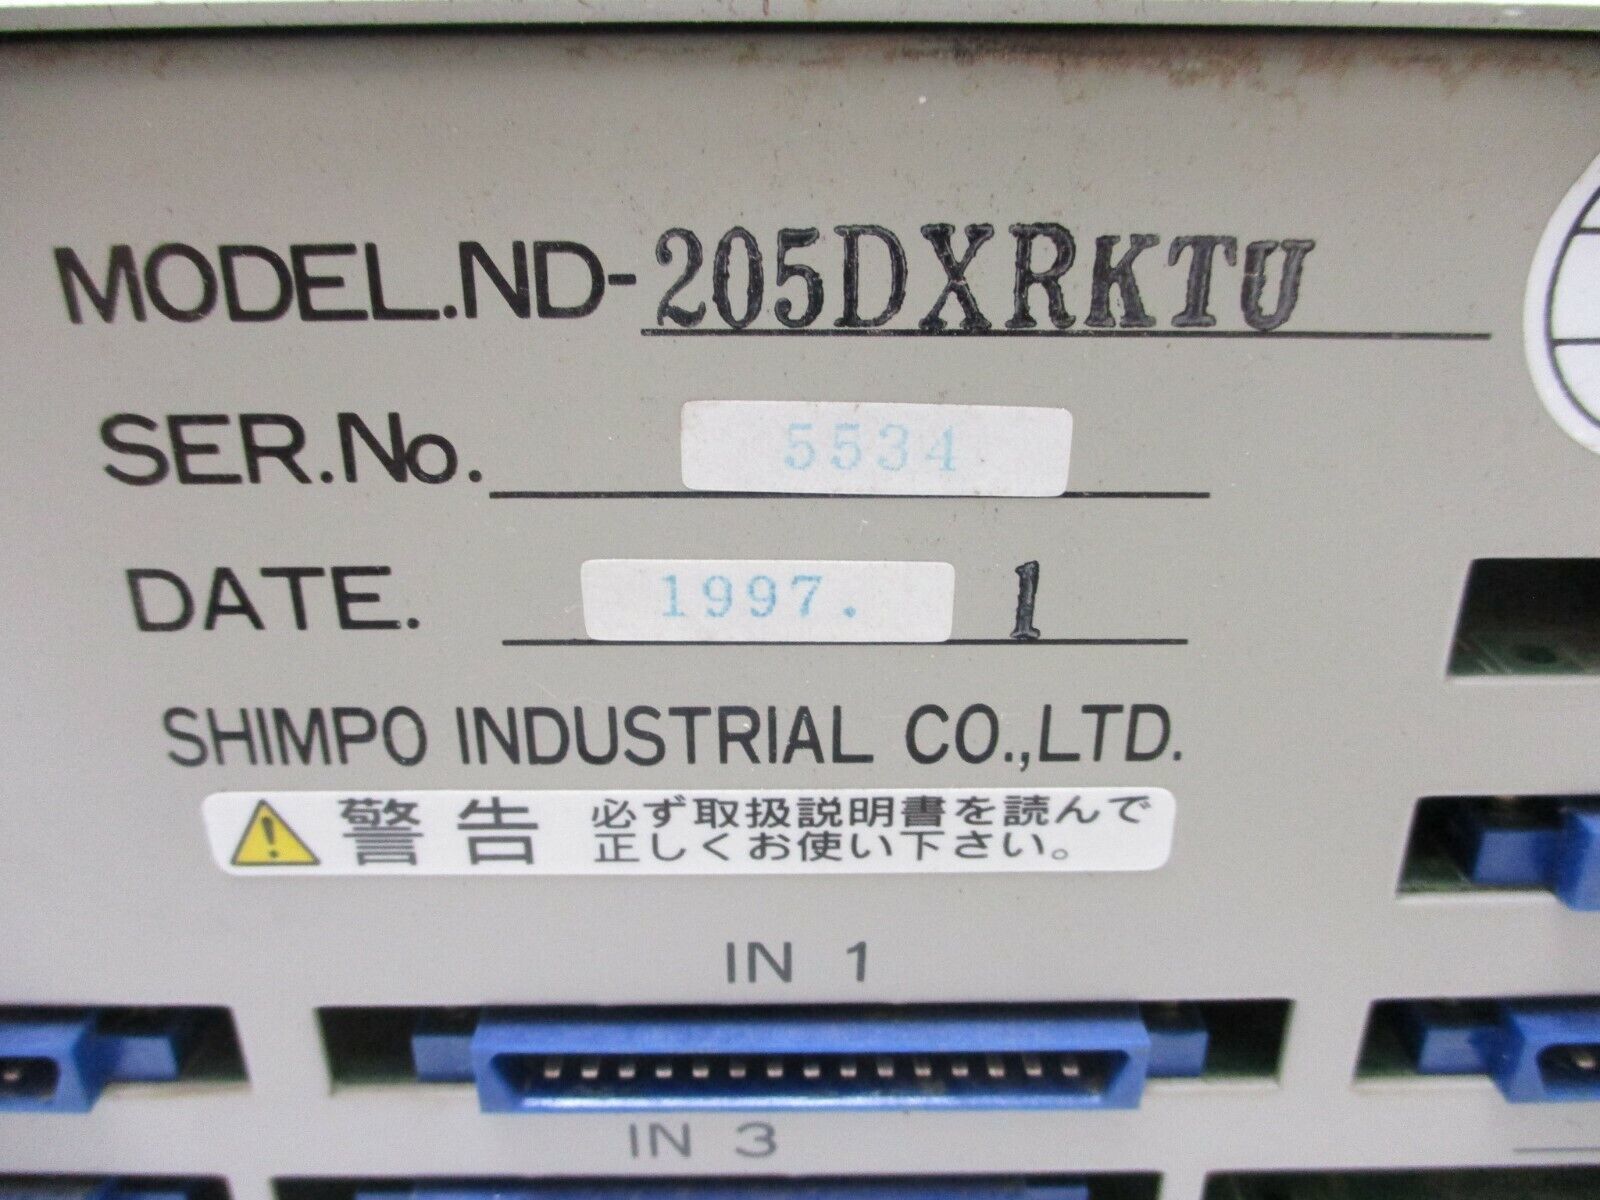 MODEL.ND-205DXRKTU
SER.No. 5534
DATE. 1997. 1
SHIMPO INDUSTRIAL CO.,LTD.
警告 必ず取扱説明書を読んで
正しくお使い下さい。
IN 1
IN 3